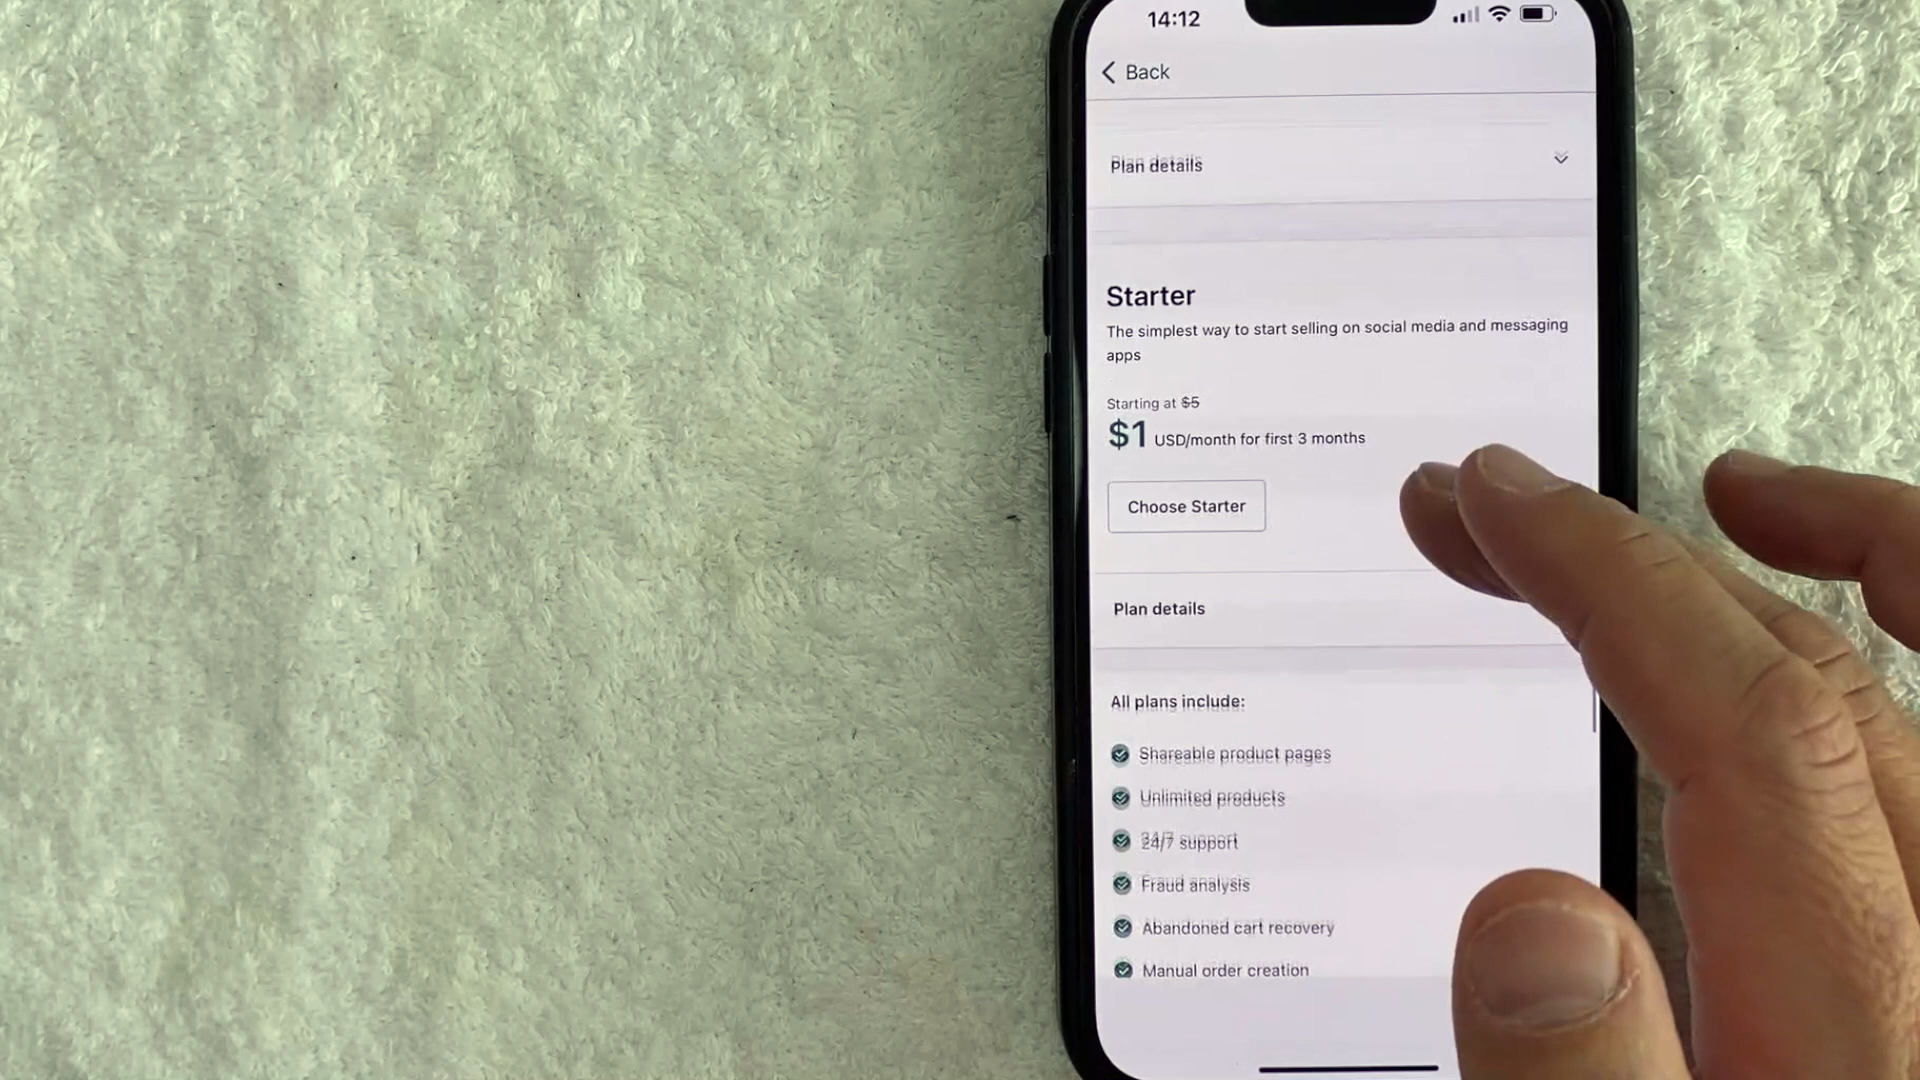 14:12
Back
Plan details
Starter
The simplest way to start selling on social media and messaging
apps
Starting at $5
$1 USD/month for first 3 months
Choose Starter
Plan details
All plans include:
Shareable product pages
Unlimited products
24/7 support
Fraud analysis
Abandoned cart recovery
Manual order creation